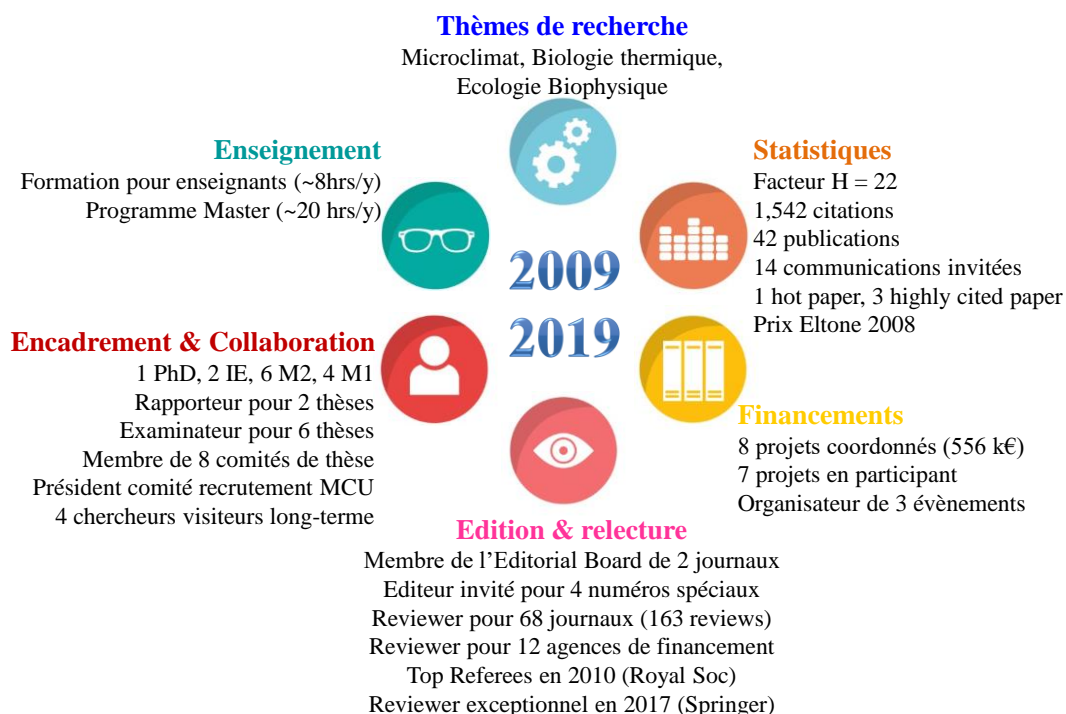 Thèmes de recherche
Microclimat, Biologie thermique,
Ecologie Biophysique
Enseignement
Formation pour enseignants (~8hrs/y)
Programme Master (~20 hrs/y)
Statistiques
Facteur H = 22
1,542 citations
42 publications
14 communications invitées
1 hot paper, 3 highly cited paper
Prix Eltone 2008
2009
2019
Encadrement & Collaboration
1 PhD, 2 IE, 6 M2, 4 M1
Rapporteur pour 2 thèses
Examinateur pour 6 thèses
Membre de 8 comités de thèse
Président comité recrutement MCU
4 chercheurs visiteurs long-terme
Financements
8 projets coordonnés (556 k€)
7 projets en participant
Organisateur de 3 évènements
Edition & relecture
Membre de l'Editorial Board de 2 journaux
Editeur invité pour 4 numéros spéciaux
Reviewer pour 68 journaux (163 reviews)
Reviewer pour 12 agences de financement
Top Referees en 2010 (Royal Soc)
Reviewer exceptionnel en 2017 (Springer)